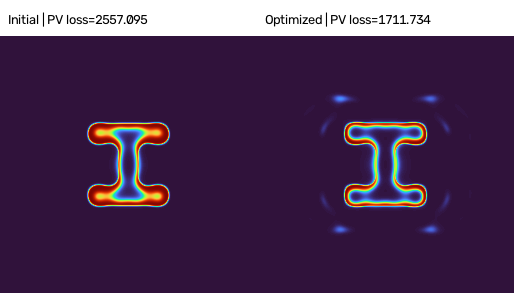 Initial | PV loss=2557.095
Optimized | PV loss=1711.734